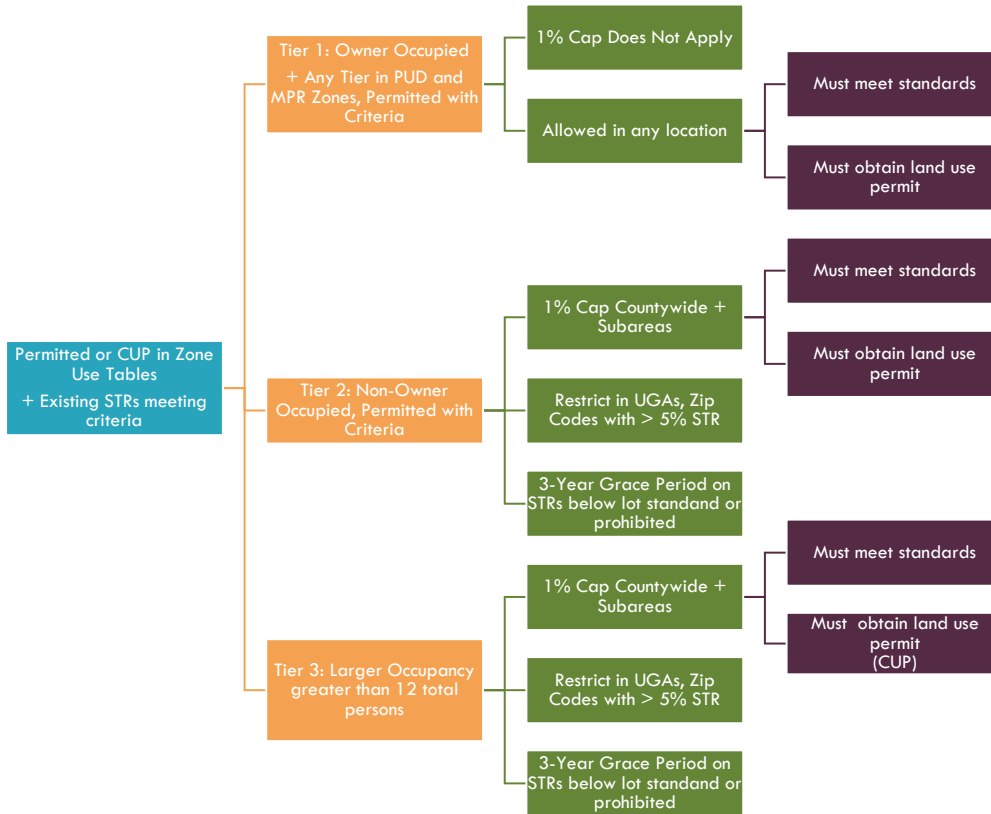 Permitted or CUP in Zone
Use Tables
+ Existing STRs meeting
criteria
Tier 1: Owner Occupied
+ Any Tier in PUD and
MPR Zones, Permitted with
Criteria
1% Cap Does Not Apply
Allowed in any location
Must meet standards
Must obtain land use
permit
Tier 2: Non-Owner
Occupied, Permitted with
Criteria
1% Cap Countywide +
Subareas
Must meet standards
Must obtain land use
permit
Restrict in UGAs, Zip
Codes with > 5% STR
3-Year Grace Period on
STRs below lot standand or
prohibited
Tier 3: Larger Occupancy
greater than 12 total
persons
1% Cap Countywide +
Subareas
Must meet standards
Must obtain land use
permit
(CUP)
Restrict in UGAs, Zip
Codes with > 5% STR
3-Year Grace Period on
STRs below lot standand or
prohibited